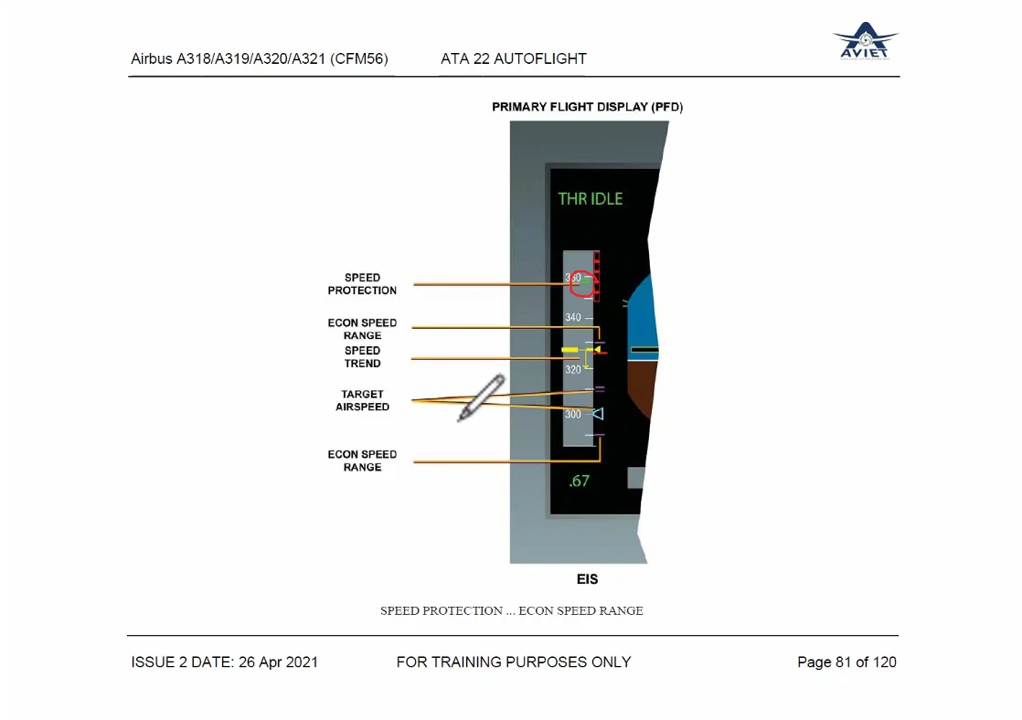 Airbus A318/A319/A320/A321 (CFM56) ATA 22 AUTOFLIGHT
AVIET
PRIMARY FLIGHT DISPLAY (PFD)
THR IDLE
SPEED
PROTECTION
340
ECON SPEED
RANGE
SPEED
TREND
320
TARGET
AIRSPEED
300
ECON SPEED
RANGE
.67
EIS
SPEED PROTECTION ... ECON SPEED RANGE
ISSUE 2 DATE: 26 Apr 2021 FOR TRAINING PURPOSES ONLY Page 81 of 120